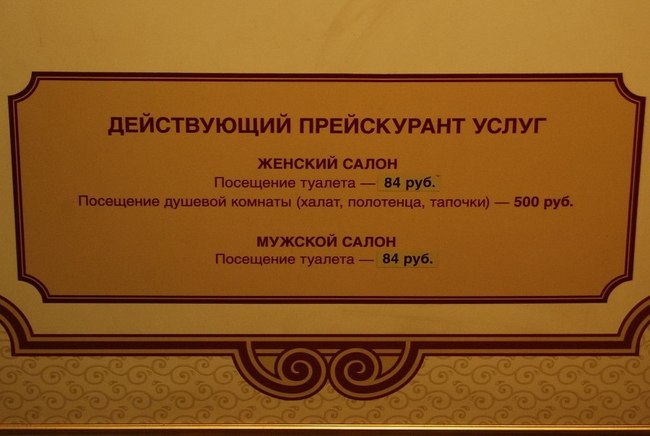 ДЕЙСТВУЮЩИЙ ПРЕЙСКУРАНТ УСЛУГ
ЖЕНСКИЙ САЛОН
Посещение туалета — 84 руб.
Посещение душевой комнаты (халат, полотенца, тапочки) — 500 руб.
МУЖСКОЙ САЛОН
Посещение туалета — 84 руб.